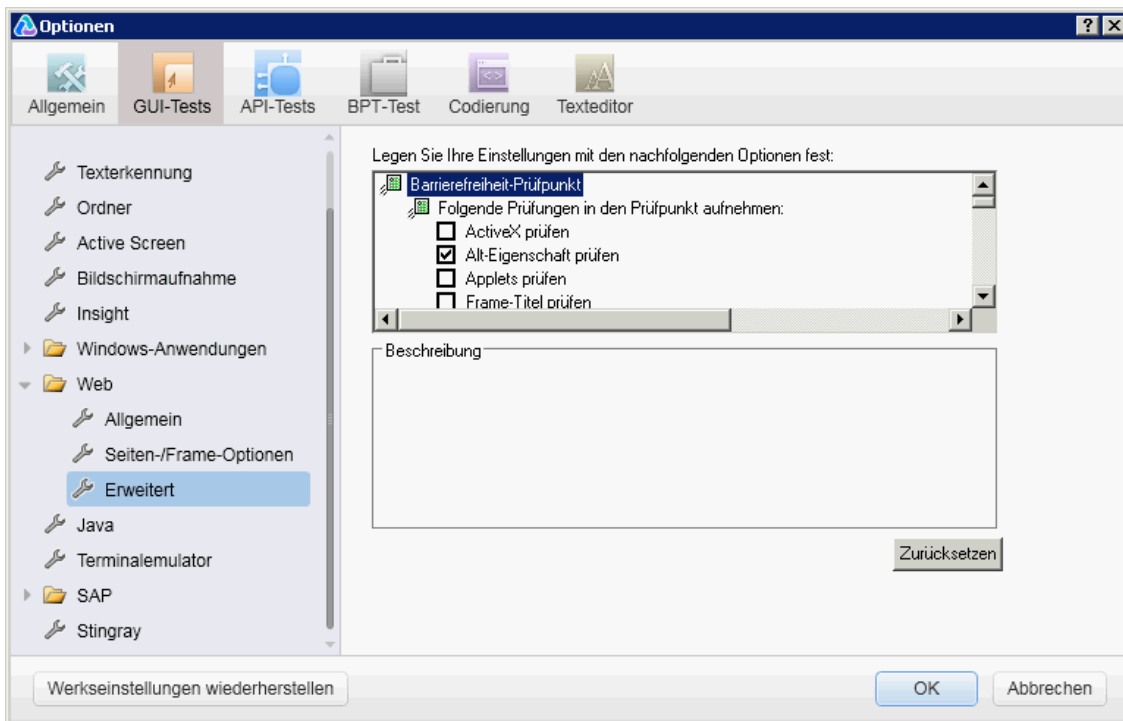 Optionen
Allgemein
GUI-Tests
API-Tests
BPT-Test
Codierung
Texteditor
Texterkennung
Ordner
Active Screen
Bildschirmaufnahme
Insight
Windows-Anwendungen
Web
Allgemein
Seiten-/Frame-Optionen
Erweitert
Java
Terminalemulator
SAP
Stingray
Legen Sie Ihre Einstellungen mit den nachfolgenden Optionen fest:
Barrierefreiheit-Prüfpunkt
Folgende Prüfungen in den Prüfpunkt aufnehmen:
ActiveX prüfen
Alt-Eigenschaft prüfen
Applets prüfen
Frame-Titel prüfen
Beschreibung
Zurücksetzen
Werkseinstellungen wiederherstellen
OK
Abbrechen